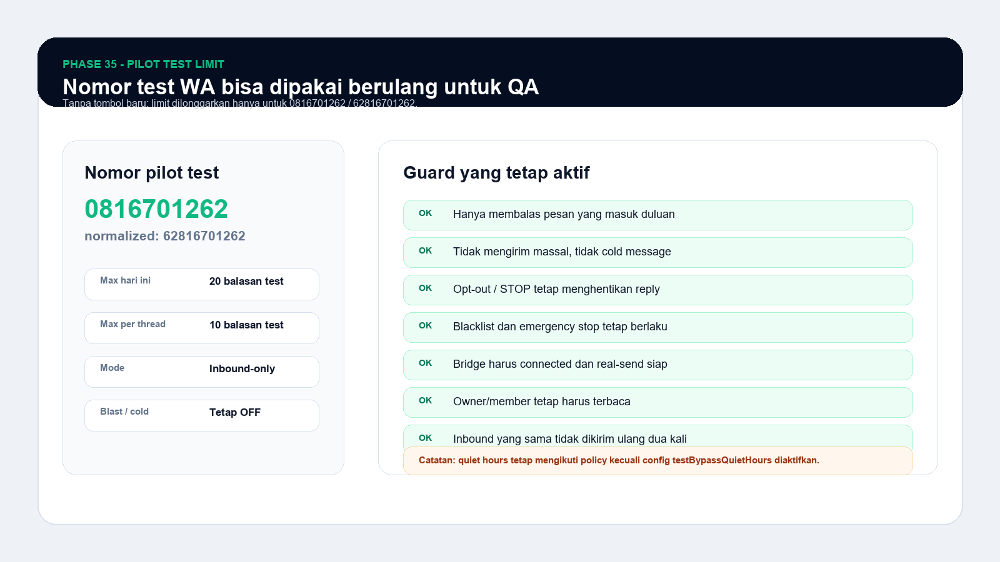 PHASE 35 - PILOT TEST LIMIT
Nomor test WA bisa dipakai berulang untuk QA
Tanpa tombol baru: limit dilonggarkan hanya untuk 0816701262 / 62816701262.
Nomor pilot test
0816701262
normalized: 62816701262
Max hari ini 20 balasan test
Max per thread 10 balasan test
Mode Inbound-only
Blast / cold Tetap OFF
Guard yang tetap aktif
OK Hanya membalas pesan yang masuk duluan
OK Tidak mengirim massal, tidak cold message
OK Opt-out / STOP tetap menghentikan reply
OK Blacklist dan emergency stop tetap berlaku
OK Bridge harus connected dan real-send siap
OK Owner/member tetap harus terbaca
OK Inbound yang sama tidak dikirim ulang dua kali
Catatan: quiet hours tetap mengikuti policy kecuali config testBypassQuietHours diaktifkan.